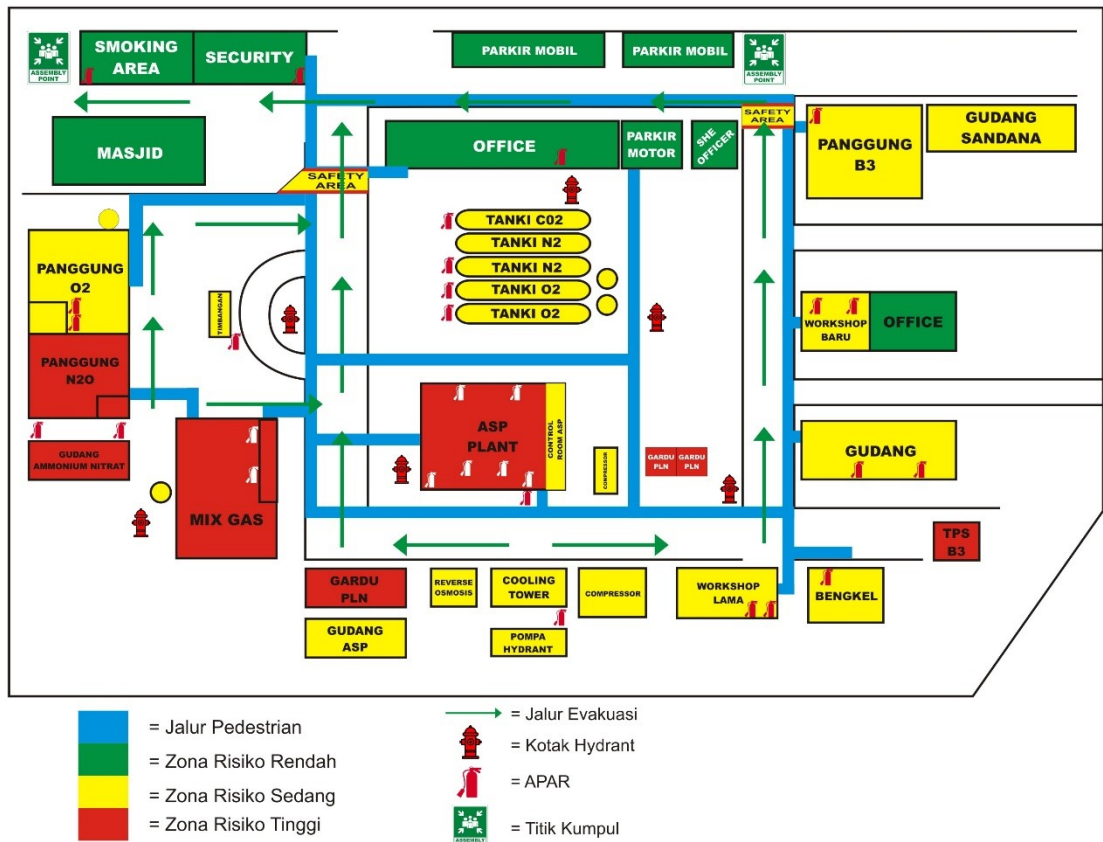 ASSEMBLY
POINT
SMOKING
AREA
SECURITY
PARKIR MOBIL
PARKIR MOBIL
ASSEMBLY
POINT
MASJID
SAFETY
AREA
OFFICE
PARKIR
MOTOR
SHE
OFFICER
SAFETY
AREA
PANGGUNG
B3
GUDANG
SANDANA
TANKI C02
TANKI N2
TANKI N2
TANKI O2
TANKI O2
PANGGUNG
O2
TIMBANGAN
WORKSHOP
BARU
OFFICE
PANGGUNG
N2O
GUDANG
AMMONIUM NITRAT
MIX GAS
ASP
PLANT
CONTROL
ROOM ASP
COMPRESSOR
GARDU
PLN
GARDU
PLN
GUDANG
TPS
B3
GARDU
PLN
REVERSE
OSMOSIS
COOLING
TOWER
COMPRESSOR
WORKSHOP
LAMA
BENGKEL
GUDANG
ASP
POMPA
HYDRANT
= Jalur Pedestrian
= Zona Risiko Rendah
= Zona Risiko Sedang
= Zona Risiko Tinggi
= Jalur Evakuasi
= Kotak Hydrant
= APAR
ASSEMBLY
= Titik Kumpul